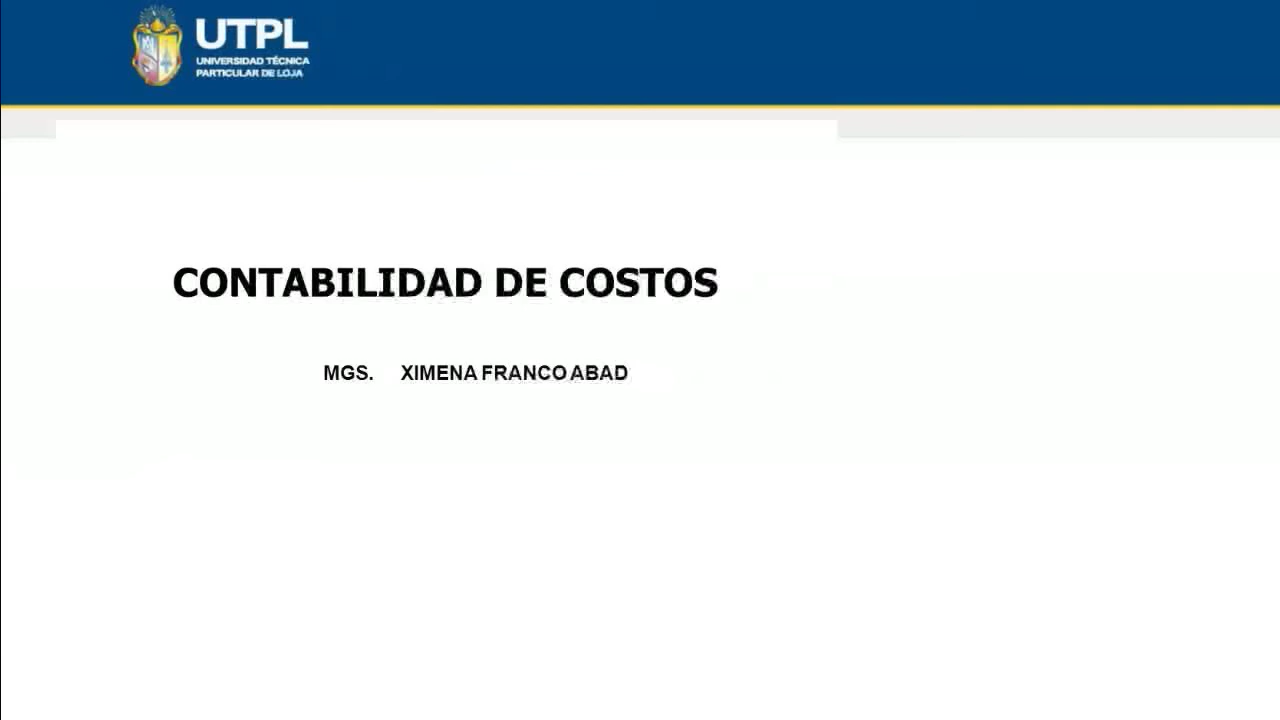 UTPL
UNIVERSIDAD TÉCNICA
PARTICULAR DE LOJA
CONTABILIDAD DE COSTOS
MGS. XIMENA FRANCO ABAD